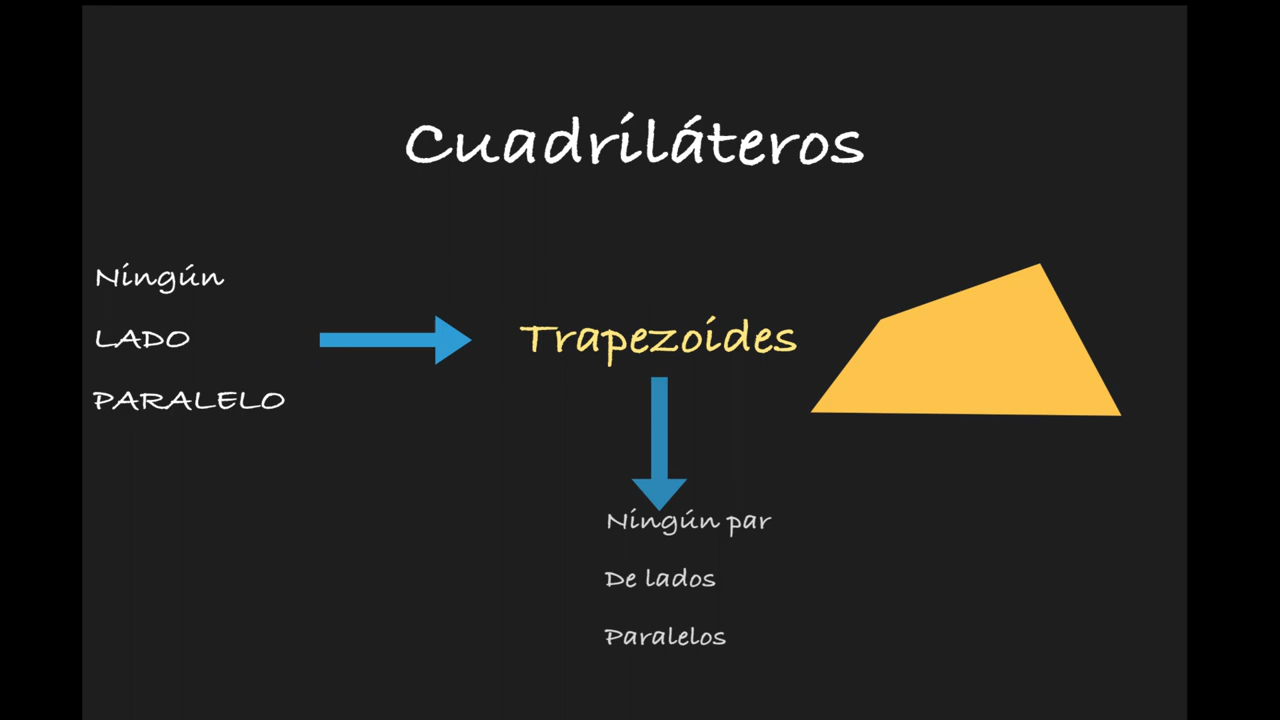 Cuadriláteros
Ningún
LADO
PARALELO
Trapezoides
Ningún par
De lados
Paralelos